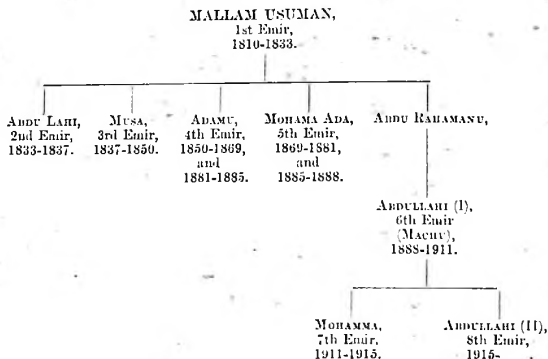 MALLAM USUMAN,
1st Emir,
1810-1833.
ABDU LAHI,
2nd Emir,
1833-1837.
MUSA,
3rd Emir,
1837-1850.
ADAMU,
4th Emir,
1850-1869,
and
1881-1885.
MOHAMA ADA,
5th Emir,
1869-1881,
and
1885-1888.
ABDU RAHAMANU,
ABDULLAHI (I),
6th Emir
(MACHU),
1888-1911.
MOHAMMA,
7th Emir,
1911-1915.
ABDULLAHI (II),
8th Emir,
1915-